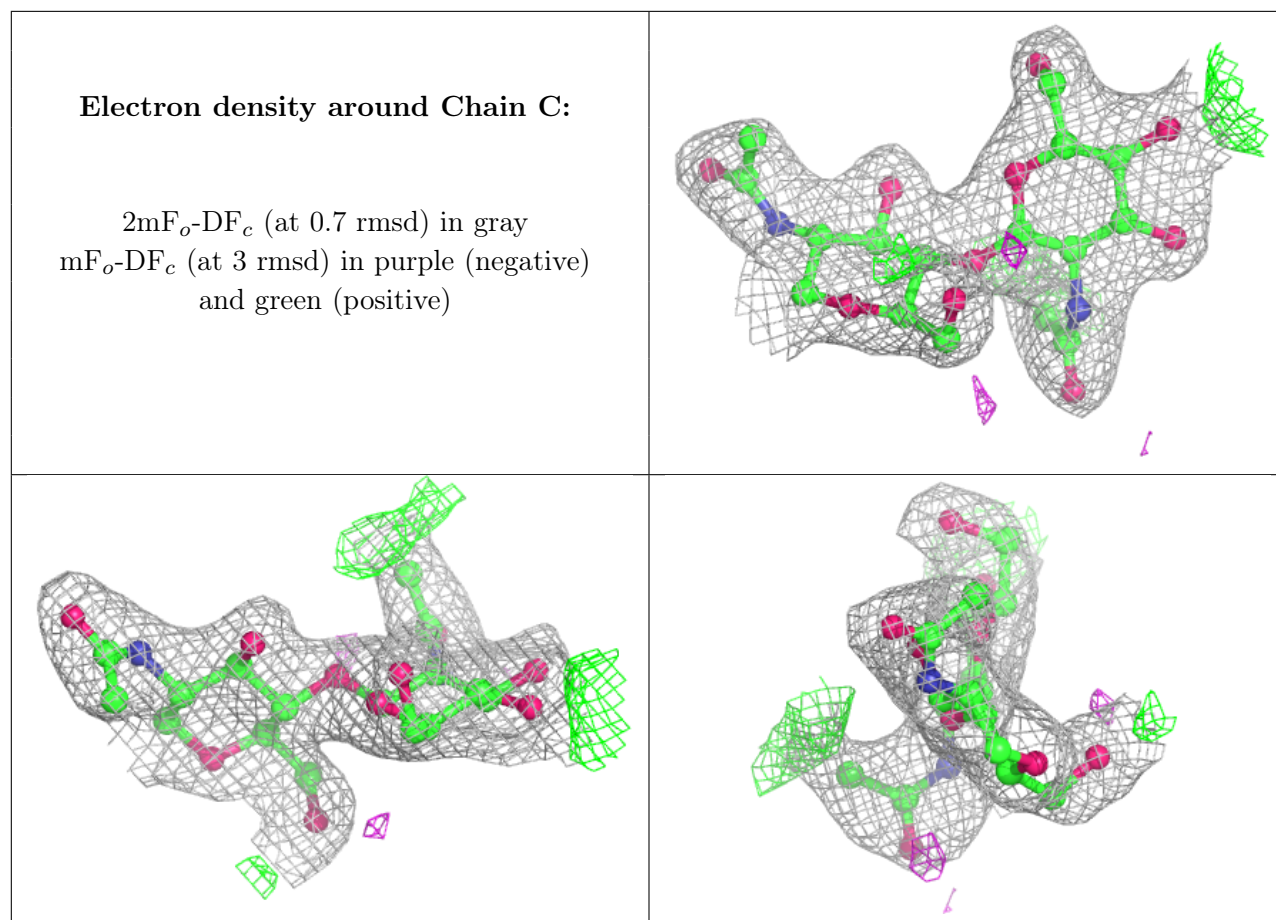 Electron density around Chain C:
2mFo-DFc (at 0.7 rmsd) in gray
mFo-DFc (at 3 rmsd) in purple (negative)
and green (positive)